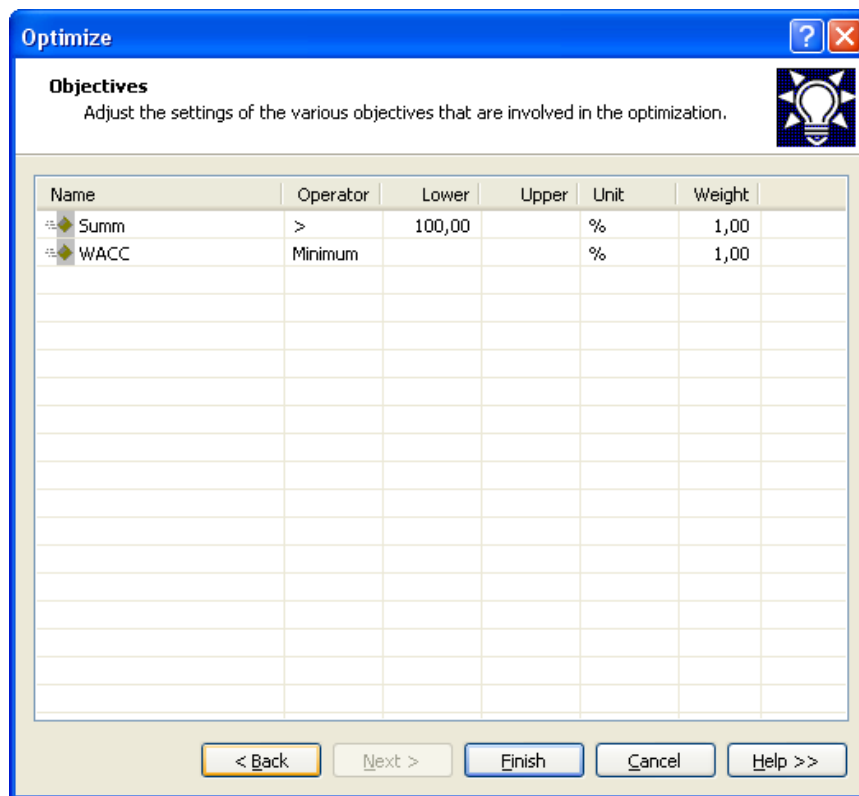 Optimize
Objectives
Adjust the settings of the various objectives that are involved in the optimization.
Name Operator Lower Upper Unit Weight
Summ > 100,00 % 1,00
WACC Minimum % 1,00
< Back Next > Finish Cancel Help >>